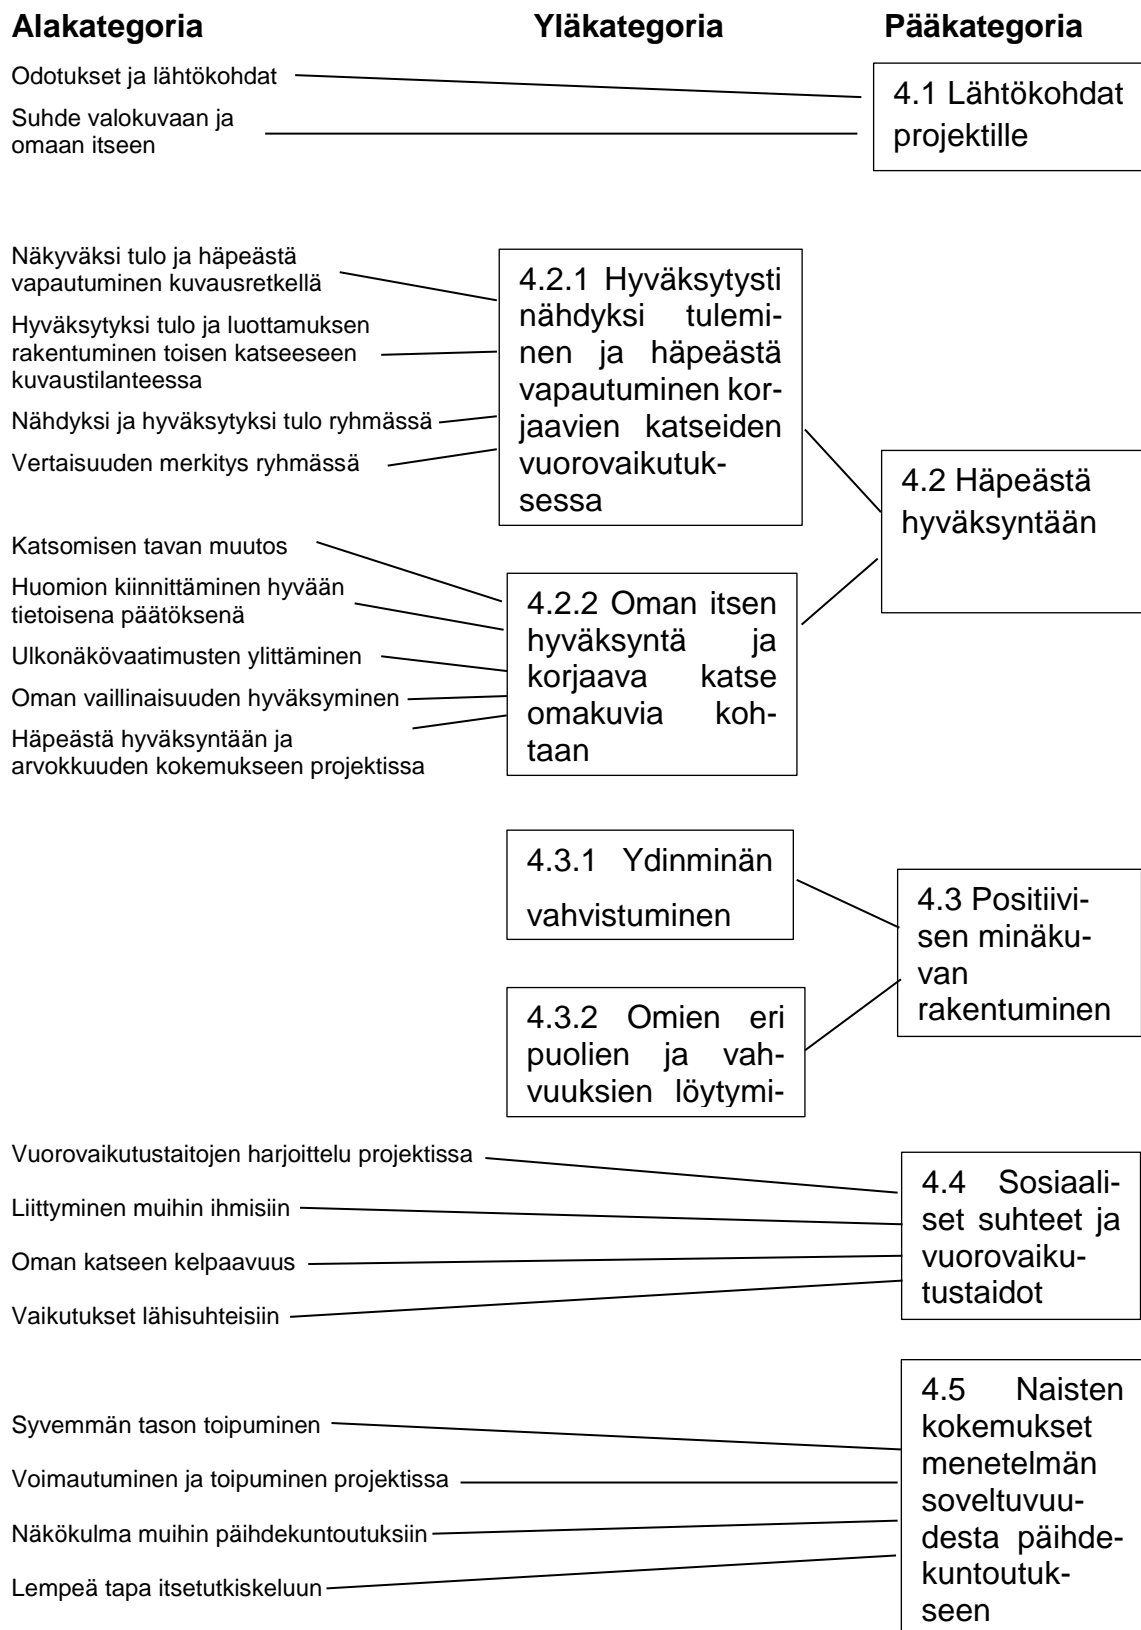 Alakategoria Yläkategoria Pääkategoria
Odotukset ja lähtökohdat
Suhde valokuvaan ja
omaan itseen
4.1 Lähtökohdat
projektille
Näkyväksi tulo ja häpeästä
vapautuminen kuvausretkellä
Hyväksytyksi tulo ja luottamuksen
rakentuminen toisen katseeseen
kuvaustilanteessa
Nähdyksi ja hyväksytyksi tulo ryhmässä
Vertaisuuden merkitys ryhmässä
4.2.1 Hyväksytysti
nähdyksi tulemi-
nen ja häpeästä
vapautuminen kor-
jaavien katseiden
vuorovaikutuk-
sessa
4.2 Häpeästä
hyväksyntään
Katsomisen tavan muutos
Huomion kiinnittäminen hyvään
tietoisena päätöksenä
Ulkonäkövaatimusten ylittäminen
Oman vaillinaisuuden hyväksyminen
Häpeästä hyväksyntään ja
arvokkuuden kokemukseen projektissa
4.2.2 Oman itsen
hyväksyntä ja
korjaava katse
omakuvia koh-
taan
4.3.1 Ydinminän
vahvistuminen
4.3.2 Omien eri
puolien ja vah-
vuuksien löytymi-
4.3 Positiivi-
sen minäku-
van
rakentuminen
Vuorovaikutustaitojen harjoittelu projektissa
Liittyminen muihin ihmisiin
Oman katseen kelpaavuus
Vaikutukset lähisuhteisiin
4.4 Sosiaali-
set suhteet ja
vuorovaiku-
tustaidot
Syvemmän tason toipuminen
Voimautuminen ja toipuminen projektissa
Näkökulma muihin päihdekuntoutuksiin
Lempeä tapa itsetutkiskeluun
4.5 Naisten
kokemukset
menetelmän
soveltuvuu-
desta päihde-
kuntoutuk-
seen